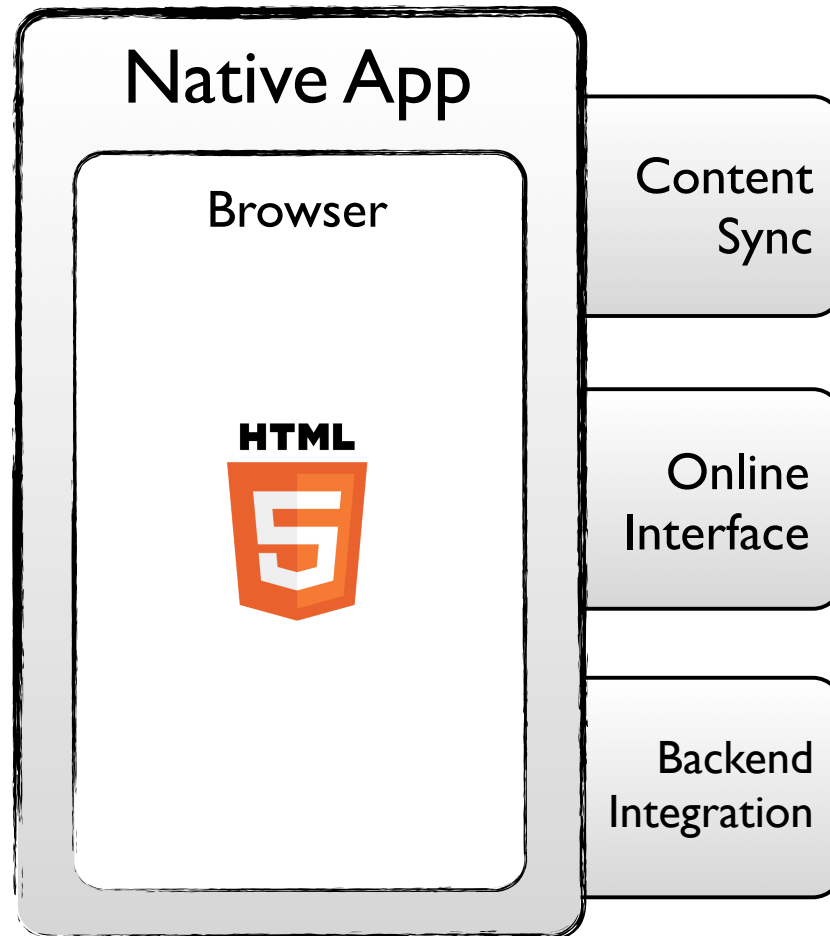 Native App
Browser
HTML
5
Content
Sync
Online
Interface
Backend
Integration